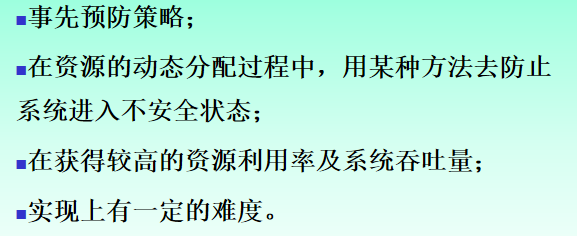 ■事先预防策略；
■在资源的动态分配过程中，用某种方法去防止
系统进入不安全状态；
■在获得较高的资源利用率及系统吞吐量；
■实现上有一定的难度。